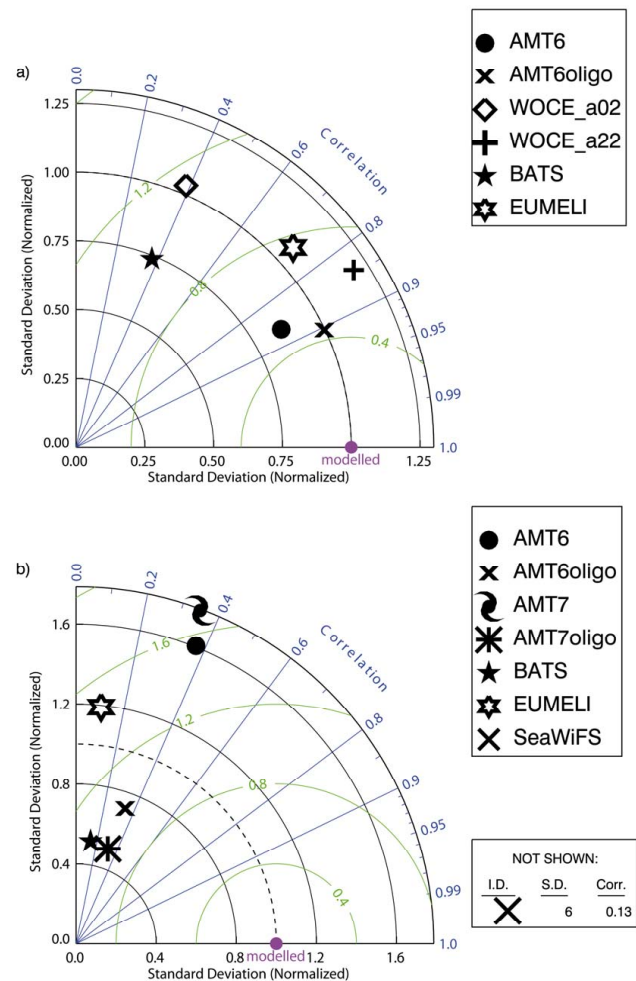 a)
0.0
0.2
0.4
0.6
0.8
0.9
0.95
0.99
1.0
Correlation
1.25
1.00
0.75
0.50
0.25
0.00
Standard Deviation (Normalized)
1.2
0.8
0.4
0.00
0.25
0.50
0.75
modelled
1.25
Standard Deviation (Normalized)
AMT6
AMT6oligo
WOCE_a02
WOCE_a22
BATS
EUMELI
b)
0.0
0.2
0.4
0.6
0.8
0.9
0.95
0.99
1.0
Correlation
1.6
1.2
0.8
0.4
0.0
Standard Deviation (Normalized)
1.6
1.2
0.8
0.4
0.0
0.4
0.8
modelled
1.2
1.6
Standard Deviation (Normalized)
AMT6
AMT6oligo
AMT7
AMT7oligo
BATS
EUMELI
SeaWiFS
NOT SHOWN:
I.D. S.D. Corr.
6 0.13